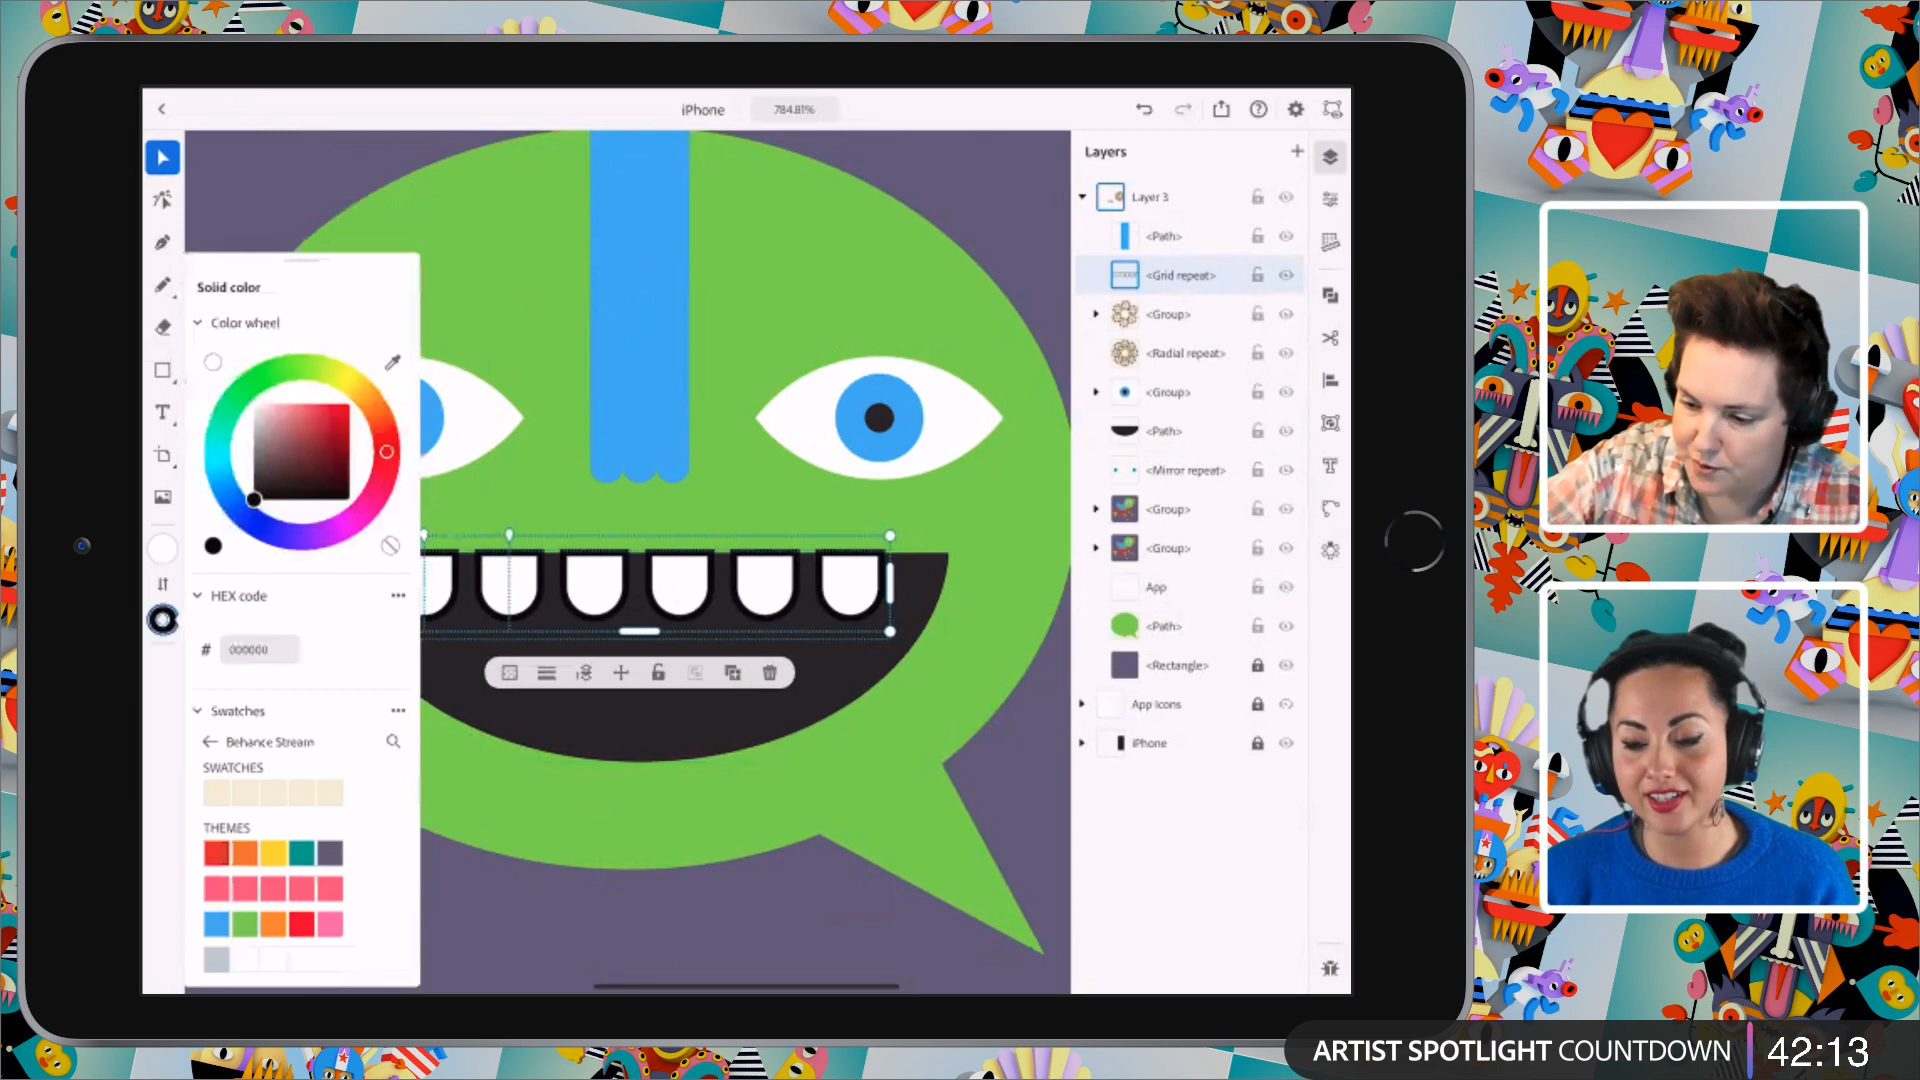 iPhone
784.81%
Solid color
Color wheel
HEX code
# 000000
Swatches
Behance Stream
SWATCHES
THEMES
Layers
Layer 3
<Path>
<Grid repeat>
<Group>
<Radial repeat>
<Group>
<Path>
<Mirror repeat>
<Group>
<Group>
App
<Path>
<Rectangle>
App Icons
iPhone
ARTIST SPOTLIGHT COUNTDOWN 42:13